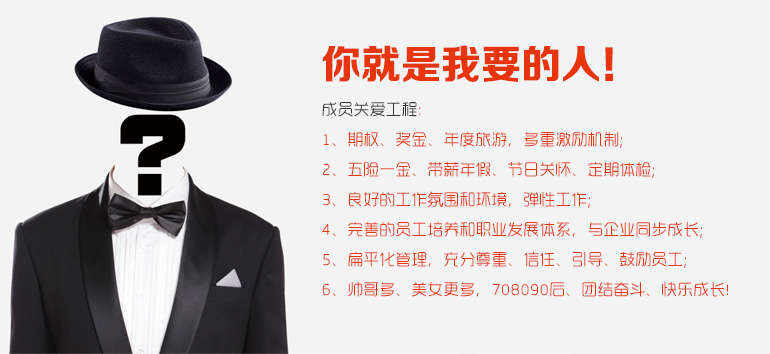 ?
你就是我要的人!
成员关爱工程:
1、期权、奖金、年度旅游，多重激励机制;
2、五险一金、带薪年假、节日关怀、定期体检;
3、良好的工作氛围和环境，弹性工作;
4、完善的员工培养和职业发展体系，与企业同步成长;
5、扁平化管理，充分尊重、信任、引导、鼓励员工;
6、帅哥多、美女更多，708090后、团结奋斗、快乐成长!